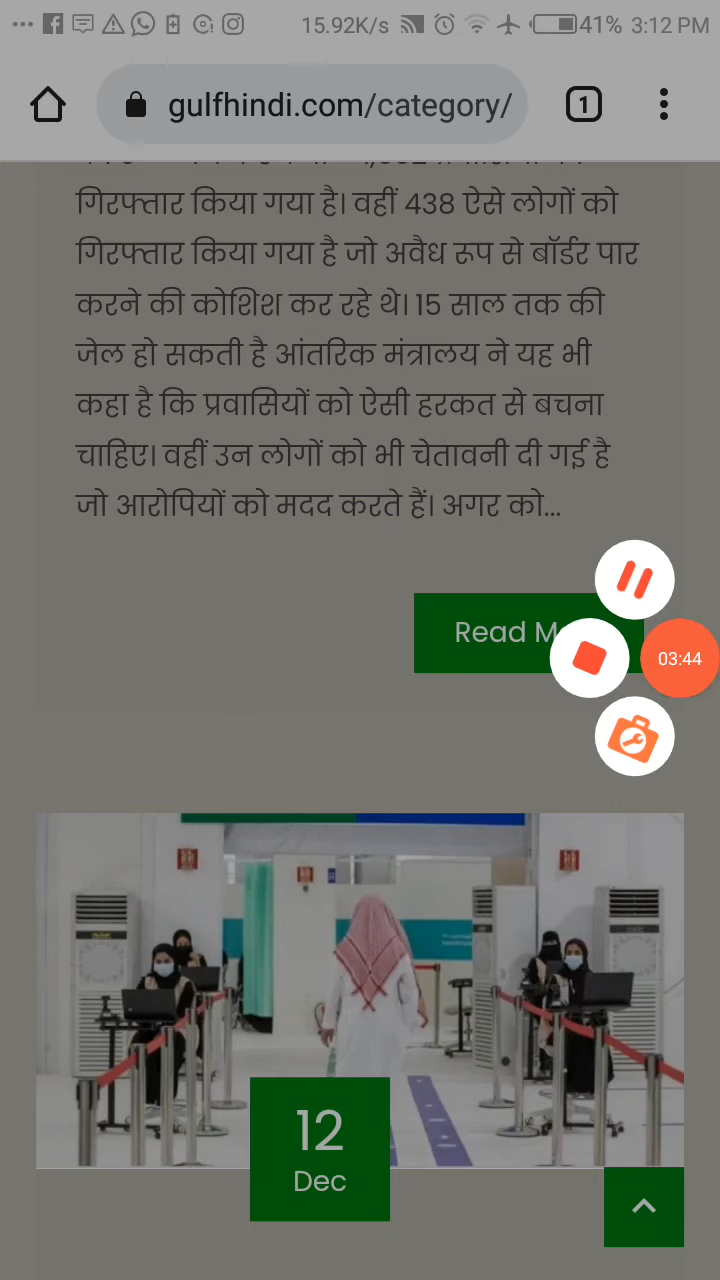 15.92K/s 41% 3:12 PM
gulfhindi.com/category/ 1
गिरफ्तार किया गया है। वहीं 438 ऐसे लोगों को
गिरफ्तार किया गया है जो अवैध रूप से बॉर्डर पार
करने की कोशिश कर रहे थे। 15 साल तक की
जेल हो सकती है आंतरिक मंत्रालय ने यह भी
कहा है कि प्रवासियों को ऐसी हरकत से बचना
चाहिए। वहीं उन लोगों को भी चेतावनी दी गई है
जो आरोपियों को मदद करते हैं। अगर को...
Read
03:44
12
Dec